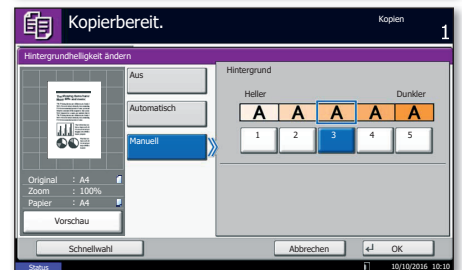 Kopierbereit.
Kopien
1
Hintergrundhelligkeit ändern
Aus
Automatisch
Manuell
Hintergrund
Heller Dunkler
A A A A A
1 2 3 4 5
Original : A4
Zoom : 100%
Papier : A4
Vorschau
Schnellwahl
Abbrechen
OK
Status
10/10/2016 10:10